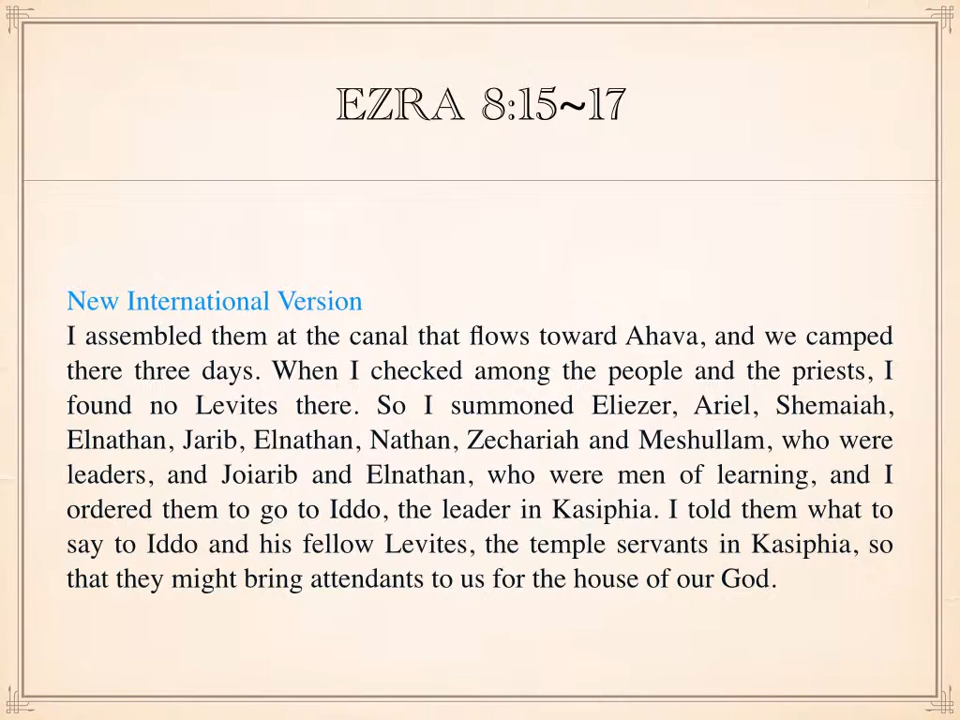 EZRA 8:15~17
New International Version
I assembled them at the canal that flows toward Ahava, and we camped
there three days. When I checked among the people and the priests, I
found no Levites there. So I summoned Eliezer, Ariel, Shemaiah,
Elnathan, Jarib, Elnathan, Nathan, Zechariah and Meshullam, who were
leaders, and Joiarib and Elnathan, who were men of learning, and I
ordered them to go to Iddo, the leader in Kasiphia. I told them what to
say to Iddo and his fellow Levites, the temple servants in Kasiphia, so
that they might bring attendants to us for the house of our God.